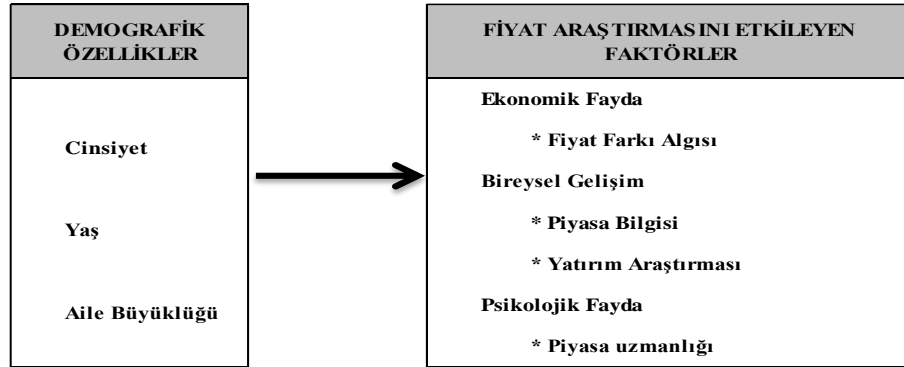 DEMOGRAFİK
ÖZELLİKLER
Cinsiyet
Yaş
Aile Büyüklüğü
FİYAT ARAŞTIRMASINI ETKİLEYEN
FAKTÖRLER
Ekonomik Fayda
* Fiyat Farkı Algısı
Bireysel Gelişim
* Piyasa Bilgisi
* Yatırım Araştırması
Psikolojik Fayda
* Piyasa uzmanlığı